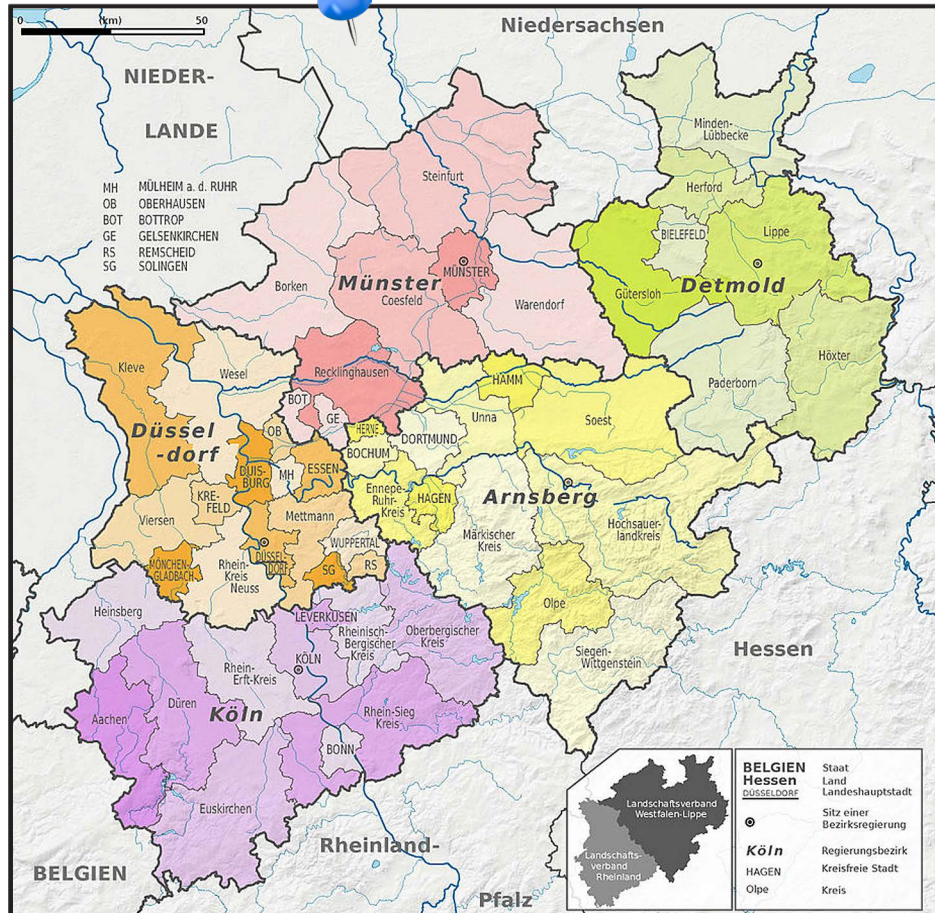 0 (km) 50
Niedersachsen
NIEDER-
LANDE
MH MÜLHEIM a. d. RUHR
OB OBERHAUSEN
BOT BOTTROP
GE GELSENKIRCHEN
RS REMSCHEID
SG SOLINGEN
Minden-
Lübbecke
Herford
BIELEFELD
Lippe
Gütersloh
Detmold
Höxter
Paderborn
Steinfurt
Borken
Münster
Coesfeld
MÜNSTER
Warendorf
Recklinghausen
BOT
GE
Kleve
Wesel
Düssel
-dorf
OB
DUIS-
BURG
MH
ESSEN
KRE-
FELD
Viersen
Mettmann
WUPPERTAL
MÖNCHEN-
GLADBACH
Rhein-
Kreis
Neuss
DÜSSEL-
DORF
SG
RS
HAMM
Unna
Soest
HERNE
BOCHUM
DORTMUND
Ennepe-
Ruhr-
Kreis
HAGEN
Arnsberg
Märkischer
Kreis
Hochsauer-
landkreis
Olpe
Siegen-
Wittgenstein
Hessen
Heinsberg
LEVERKUSEN
Rheinisch-
Bergischer
Kreis
Oberbergischer
Kreis
Rhein-
Erft-Kreis
KÖLN
Aachen
Düren
Köln
Rhein-Sieg
Kreis
BONN
Euskirchen
BELGIEN
Rheinland-
Pfalz
Landschaftsverband
Westfalen-Lippe
Landschafts-
verband
Rheinland
BELGIEN Staat
Hessen Land
DÜSSELDORF Landeshauptstadt
Sitz einer
Bezirksregierung
Köln Regierungsbezirk
HAGEN Kreisfreie Stadt
Olpe Kreis